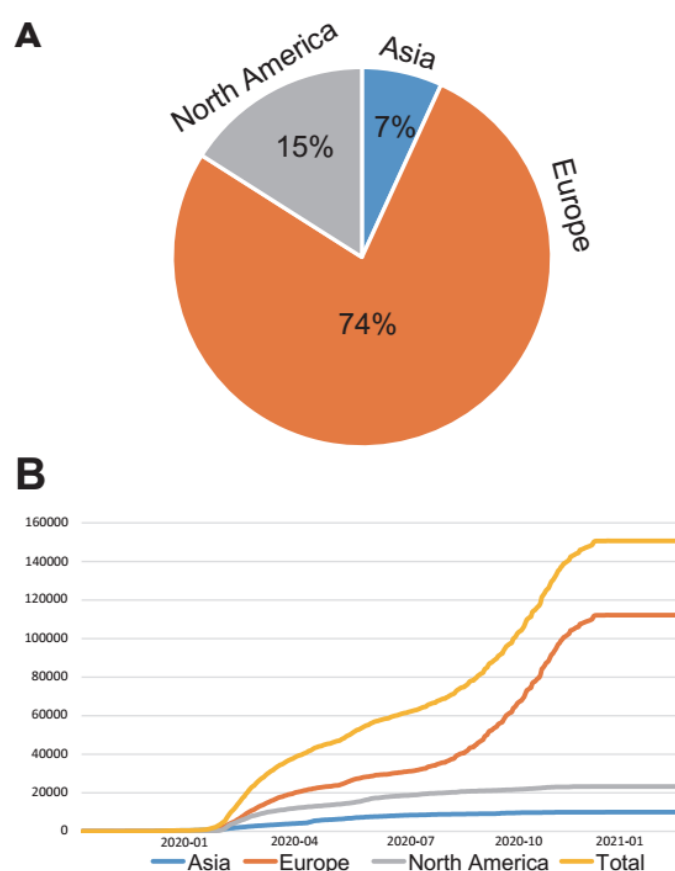 A
North America
Asia
15%
7%
Europe
74%
B
160000
140000
120000
100000
80000
60000
40000
20000
0
2020-01 2020-04 2020-07 2020-10 2021-01
Asia Europe North America Total